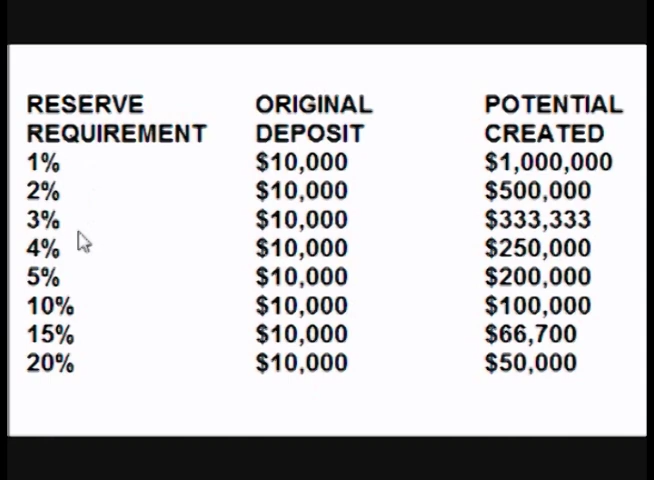 RESERVE REQUIREMENT ORIGINAL DEPOSIT POTENTIAL CREATED
1% $10,000 $1,000,000
2% $10,000 $500,000
3% $10,000 $333,333
4% $10,000 $250,000
5% $10,000 $200,000
10% $10,000 $100,000
15% $10,000 $66,700
20% $10,000 $50,000